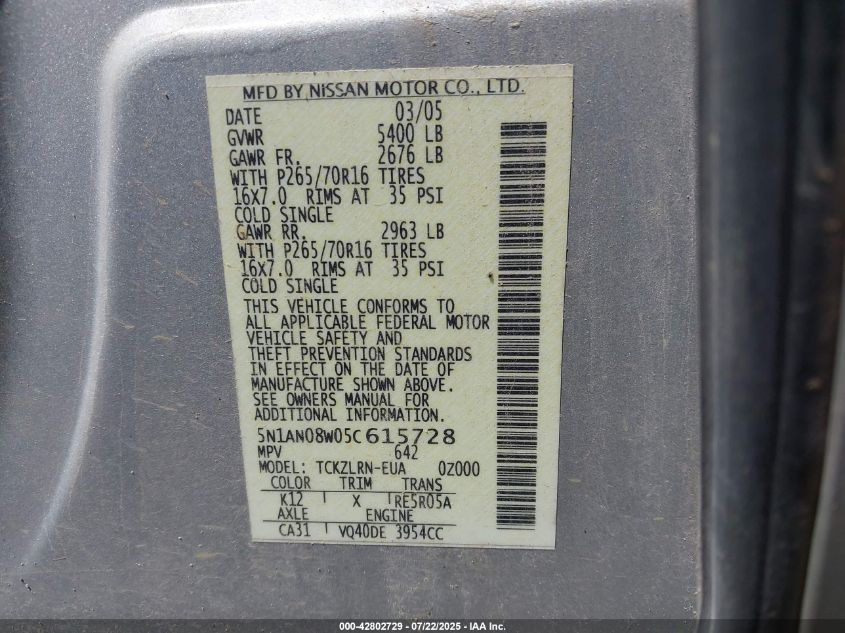 MFD BY NISSAN MOTOR CO., LTD.
DATE 03/05
GVWR 5400 LB
GAWR FR. 2676 LB
WITH P265/70R16 TIRES
16X7.0 RIMS AT 35 PSI
COLD SINGLE
GAWR RR. 2963 LB
WITH P265/70R16 TIRES
16X7.0 RIMS AT 35 PSI
COLD SINGLE
THIS VEHICLE CONFORMS TO
ALL APPLICABLE FEDERAL MOTOR
VEHICLE SAFETY AND
THEFT PREVENTION STANDARDS
IN EFFECT ON THE DATE OF
MANUFACTURE SHOWN ABOVE.
SEE OWNERS MANUAL FOR
ADDITIONAL INFORMATION.
5N1AN08W05C615728
MPV 642
MODEL: TCKZLRN-EUA 0Z000
COLOR TRIM TRANS
K12 X RE5R05A
AXLE ENGINE
CA31 VQ40DE 3954CC
000-42802729 - 07/22/2025 - IAA Inc.